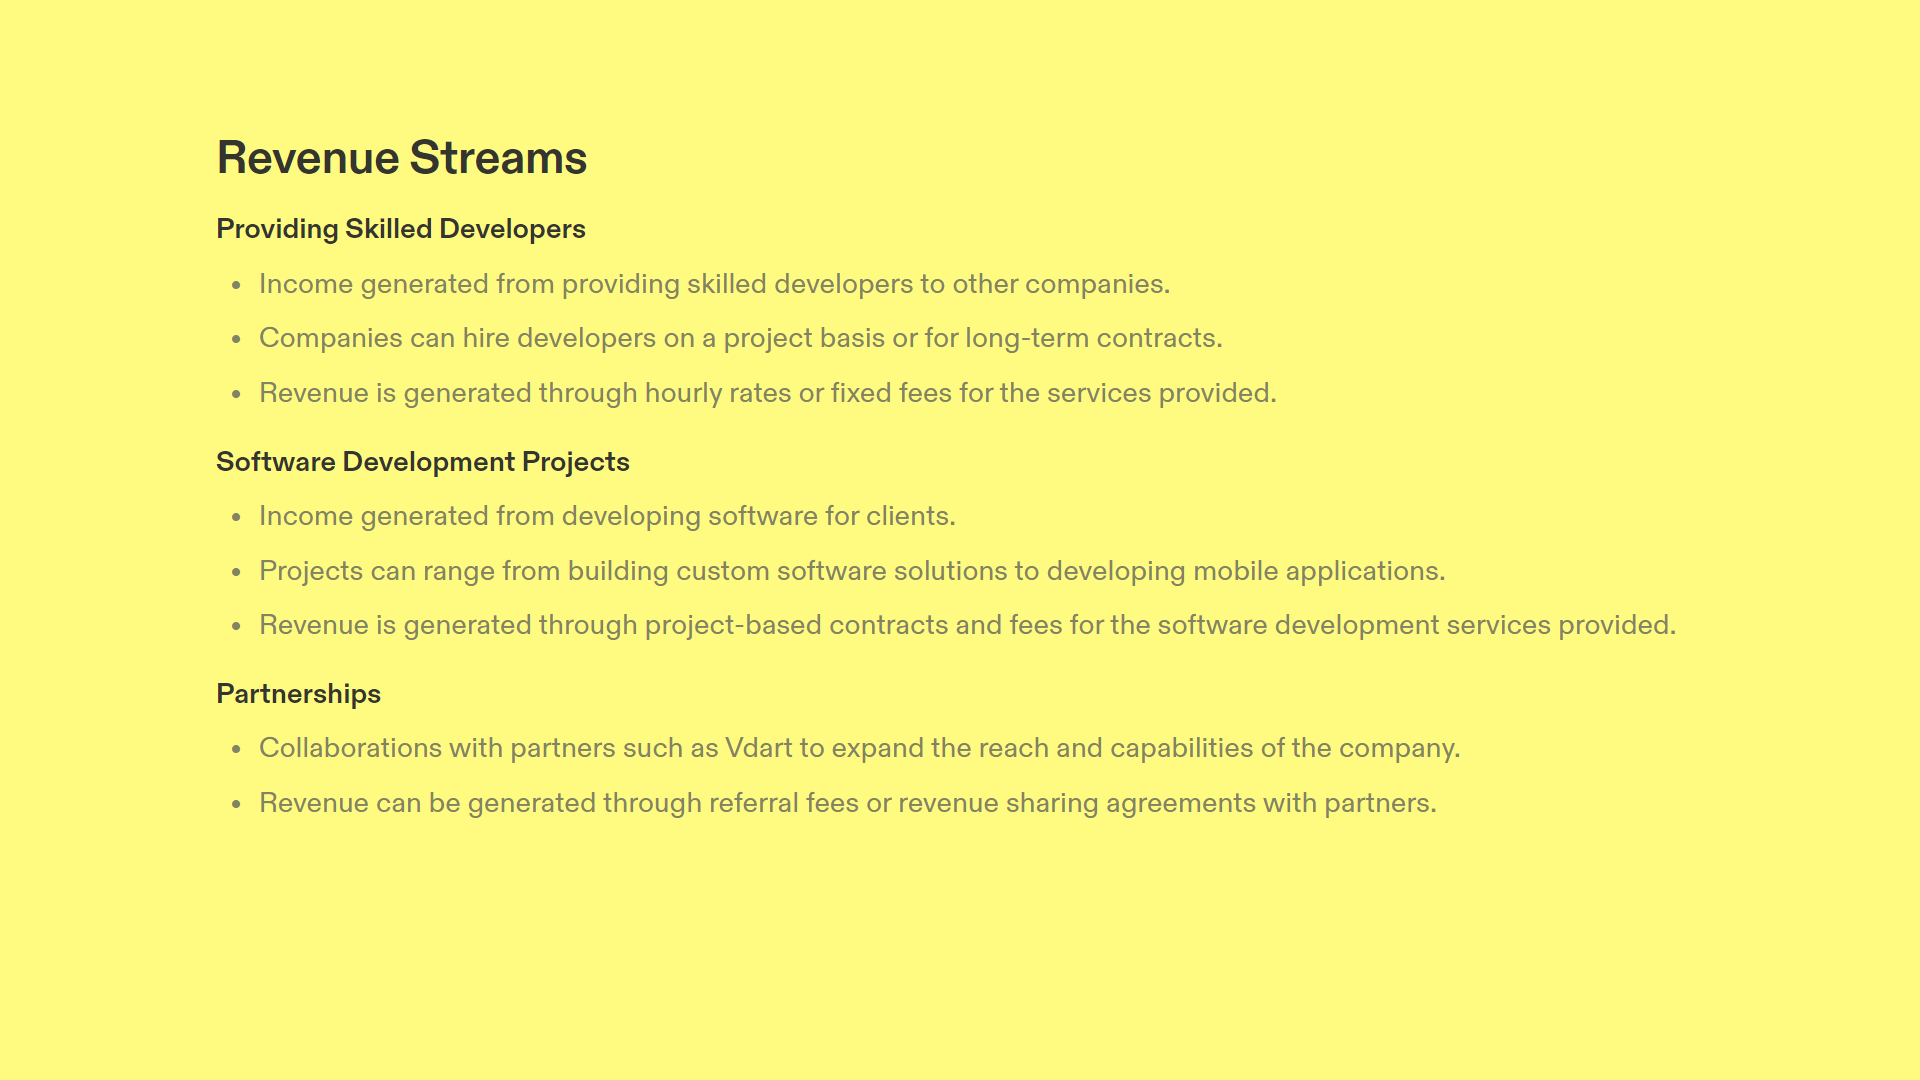 Revenue Streams
Providing Skilled Developers
• Income generated from providing skilled developers to other companies.
• Companies can hire developers on a project basis or for long-term contracts.
• Revenue is generated through hourly rates or fixed fees for the services provided.
Software Development Projects
• Income generated from developing software for clients.
• Projects can range from building custom software solutions to developing mobile applications.
• Revenue is generated through project-based contracts and fees for the software development services provided.
Partnerships
• Collaborations with partners such as Vdart to expand the reach and capabilities of the company.
• Revenue can be generated through referral fees or revenue sharing agreements with partners.